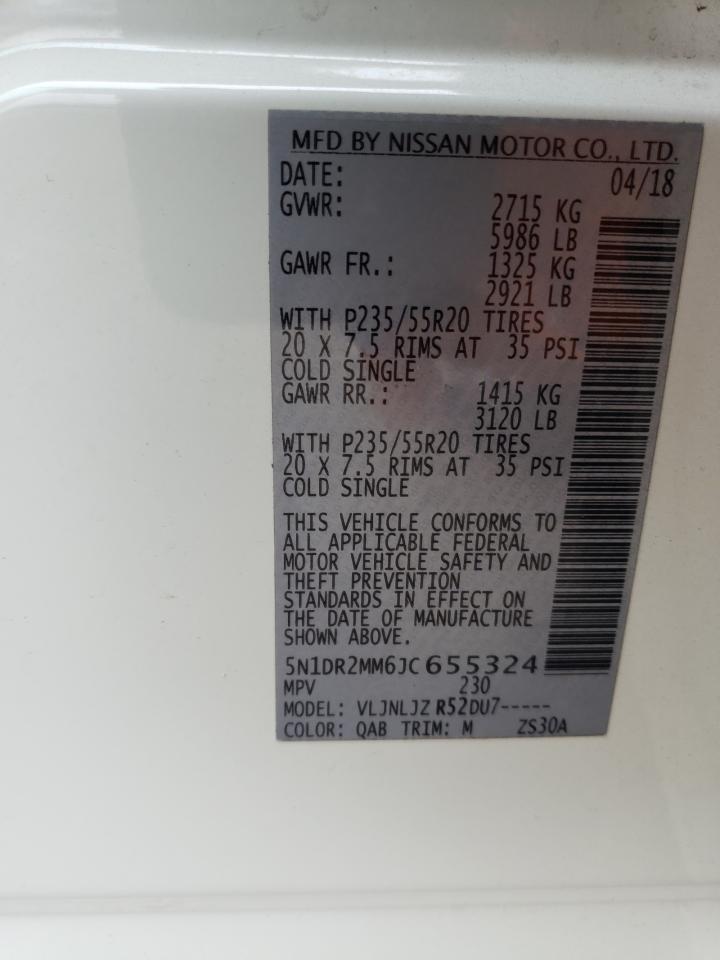 MFD BY NISSAN MOTOR CO., LTD.
DATE: 04/18
GVWR: 2715 KG
5986 LB
GAWR FR.: 1325 KG
2921 LB
WITH P235/55R20 TIRES
20 X 7.5 RIMS AT 35 PSI
COLD SINGLE
GAWR RR.: 1415 KG
3120 LB
WITH P235/55R20 TIRES
20 X 7.5 RIMS AT 35 PSI
COLD SINGLE
THIS VEHICLE CONFORMS TO
ALL APPLICABLE FEDERAL
MOTOR VEHICLE SAFETY AND
THEFT PREVENTION
STANDARDS IN EFFECT ON
THE DATE OF MANUFACTURE
SHOWN ABOVE.
5N1DR2MM6JC655324
MPV 230
MODEL: VLJNLJZ R52DU7-----
COLOR: QAB TRIM: M ZS30A